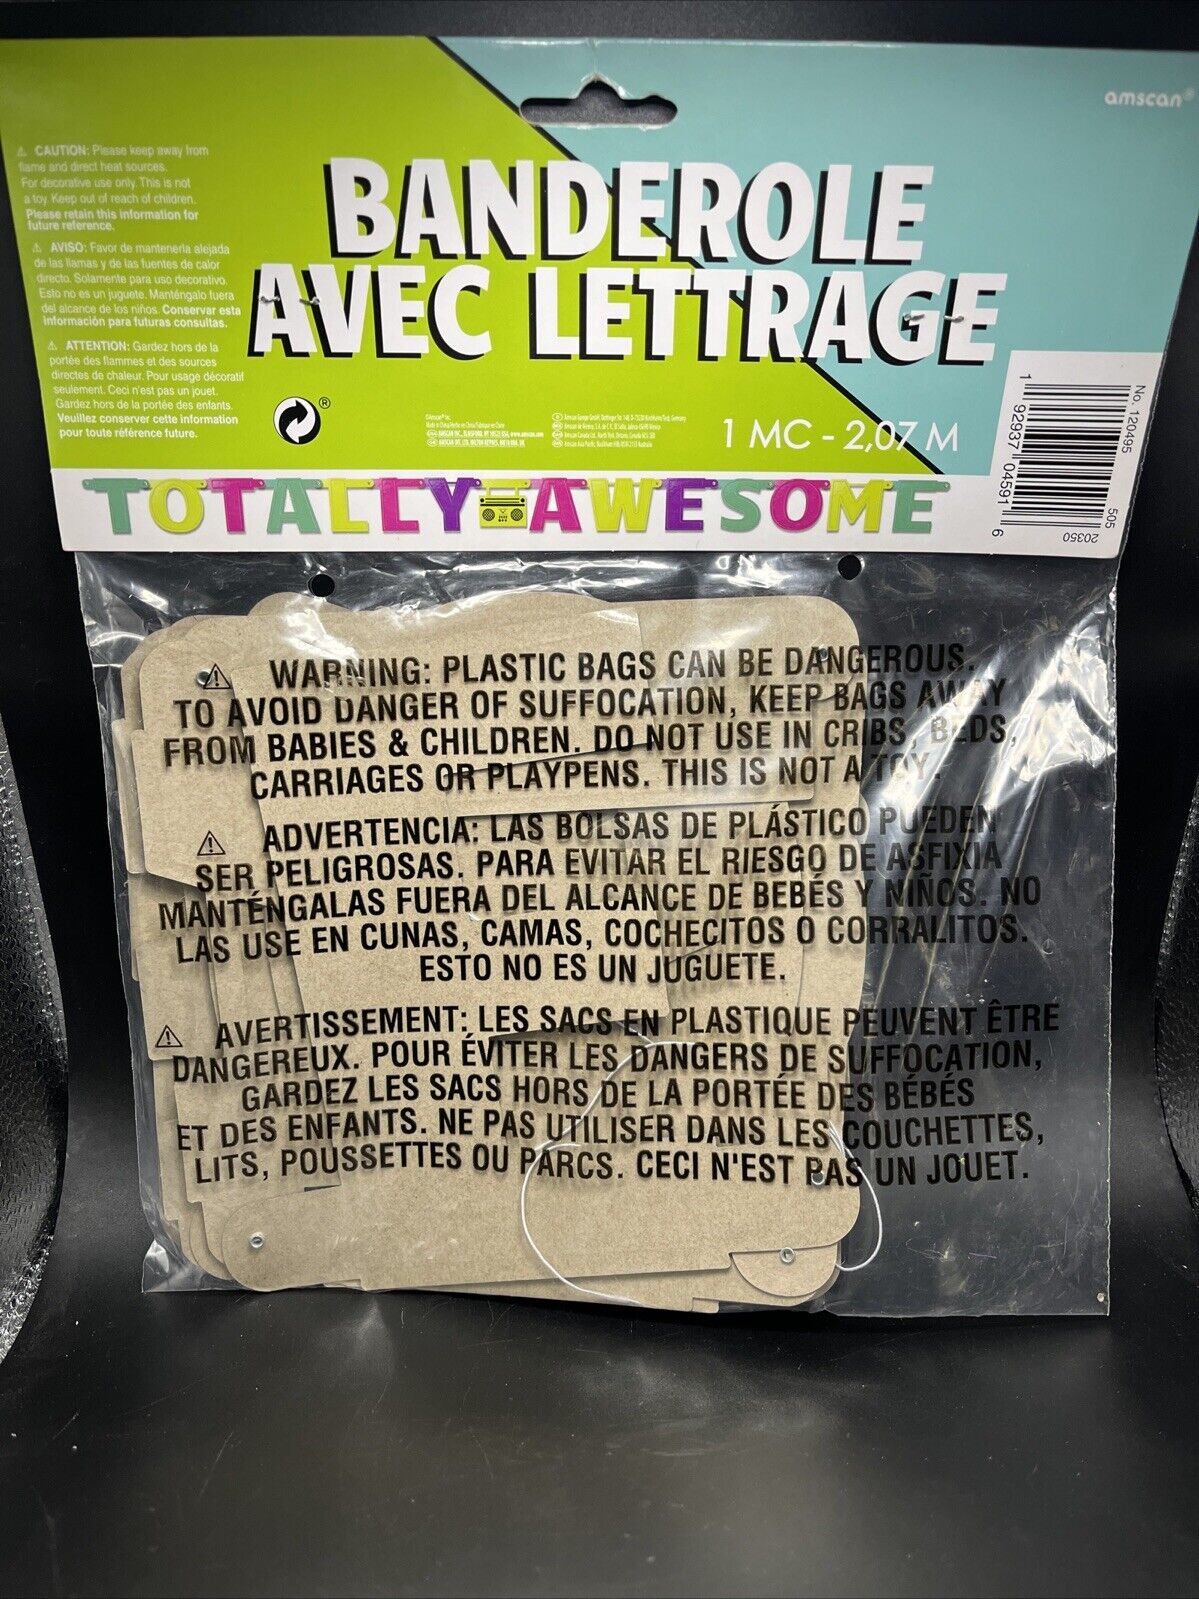 amscan®
⚠ CAUTION: Please keep away from
flame and direct heat sources.
For decorative use only. This is not
a toy. Keep out of reach of children.
Please retain this information for
future reference.
⚠ AVISO: Favor de mantenerla alejada
de las llamas y de las fuentes de calor
directo. Solamente para uso decorativo.
Esto no es un juguete. Manténgalo fuera
del alcance de los niños. Conservar esta
información para futuras consultas.
⚠ ATTENTION: Gardez hors de la
portée des flammes et des sources
directes de chaleur. Pour usage décoratif
seulement. Ceci n'est pas un jouet.
Gardez hors de la portée des enfants.
Veuillez conserver cette information
pour toute référence future.
BANDEROLE
AVEC LETTRAGE
®
1 MC - 2,07 M
No. 120495
1 92937 04591 6
505
20350
TOTALLY AWESOME
⚠ WARNING: PLASTIC BAGS CAN BE DANGEROUS.
TO AVOID DANGER OF SUFFOCATION, KEEP BAGS AWAY
FROM BABIES & CHILDREN. DO NOT USE IN CRIBS, BEDS,
CARRIAGES OR PLAYPENS. THIS IS NOT A TOY.
⚠ ADVERTENCIA: LAS BOLSAS DE PLÁSTICO PUEDEN
SER PELIGROSAS. PARA EVITAR EL RIESGO DE ASFIXIA
MANTÉNGALAS FUERA DEL ALCANCE DE BEBÉS Y NIÑOS. NO
LAS USE EN CUNAS, CAMAS, COCHECITOS O CORRALITOS.
ESTO NO ES UN JUGUETE.
⚠ AVERTISSEMENT: LES SACS EN PLASTIQUE PEUVENT ÊTRE
DANGEREUX. POUR ÉVITER LES DANGERS DE SUFFOCATION,
GARDEZ LES SACS HORS DE LA PORTÉE DES BÉBÉS
ET DES ENFANTS. NE PAS UTILISER DANS LES COUCHETTES,
LITS, POUSSETTES OU PARCS. CECI N'EST PAS UN JOUET.